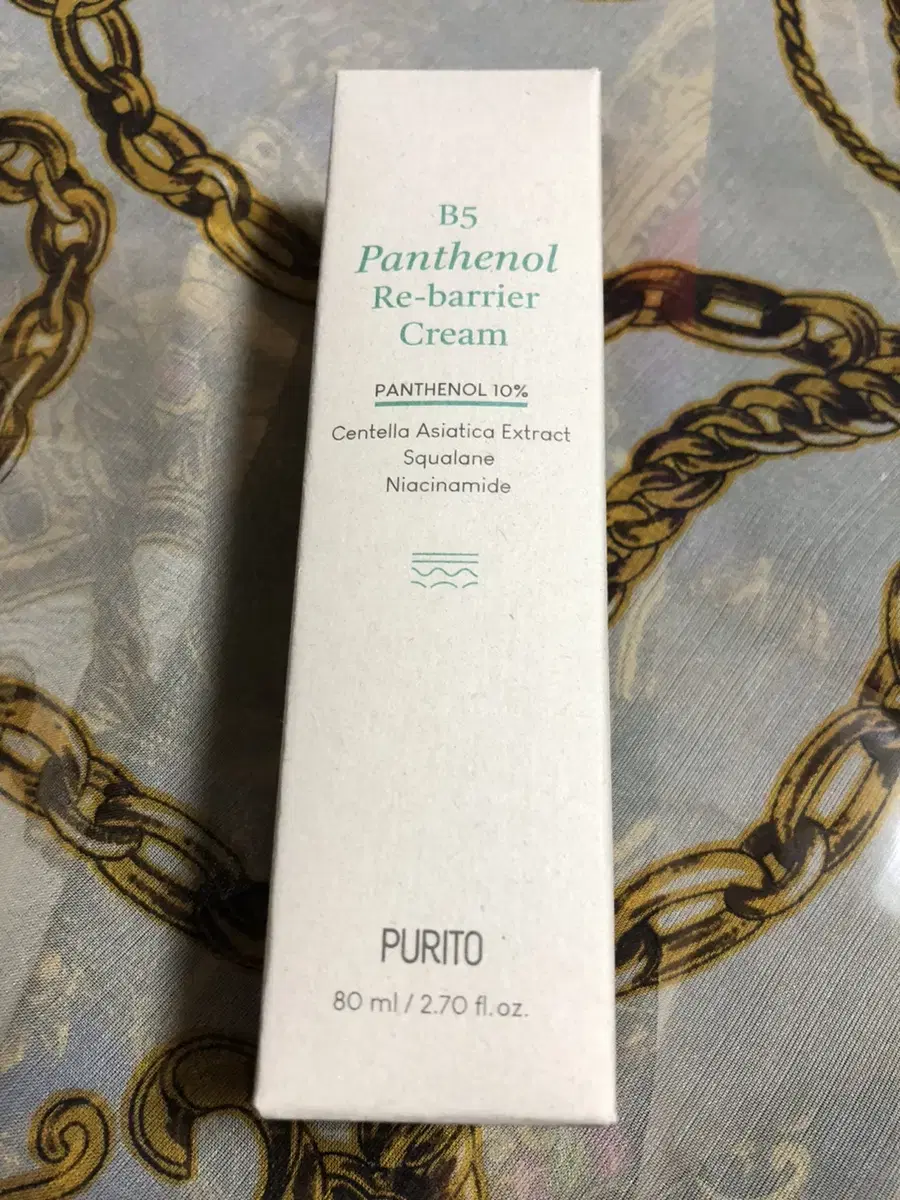 B5
Panthenol
Re-barrier
Cream
PANTHENOL 10%
Centella Asiatica Extract
Squalane
Niacinamide
PURITO
80 ml / 2.70 fl.oz.